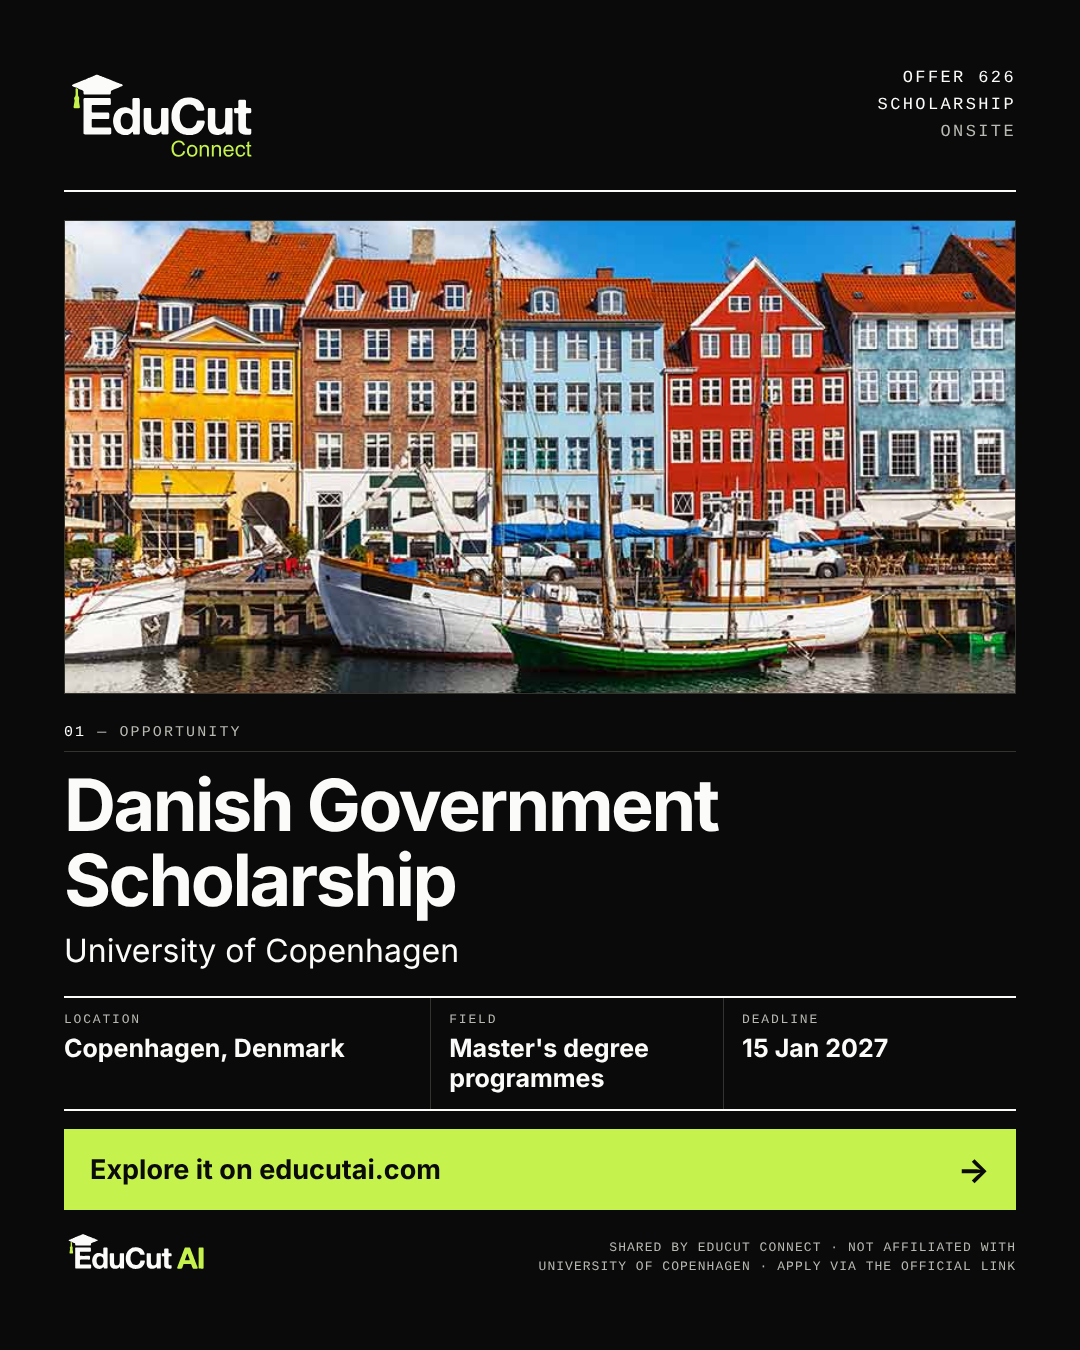 EduCut
Connect
OFFER 626
SCHOLARSHIP
ONSITE
01 — OPPORTUNITY
Danish Government
Scholarship
University of Copenhagen
LOCATION
Copenhagen, Denmark
FIELD
Master's degree
programmes
DEADLINE
15 Jan 2027
Explore it on educutai.com →
EduCut AI
SHARED BY EDUCUT CONNECT · NOT AFFILIATED WITH
UNIVERSITY OF COPENHAGEN · APPLY VIA THE OFFICIAL LINK